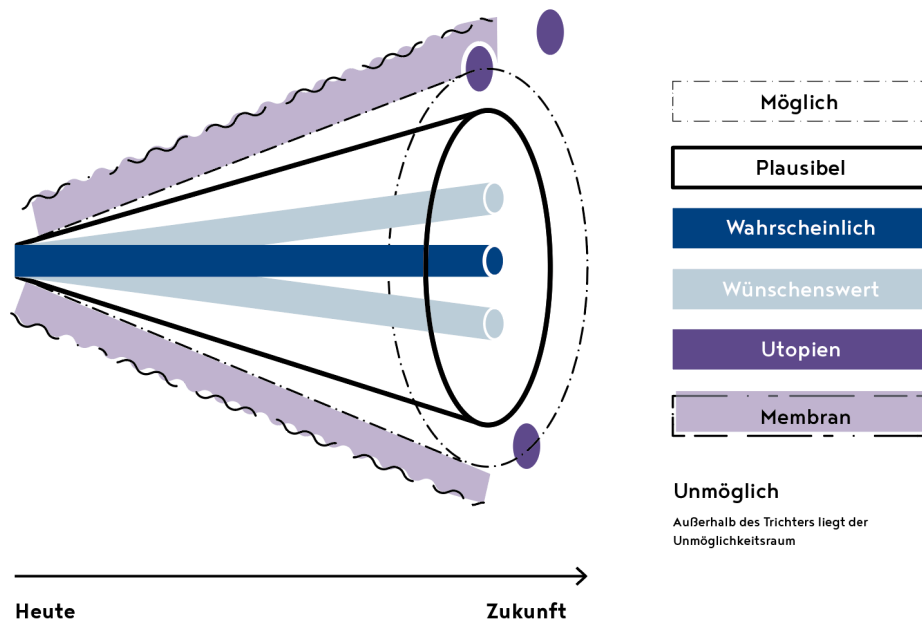 Möglich
Plausibel
Wahrscheinlich
Wünschenswert
Utopien
Membran
Unmöglich
Außerhalb des Trichters liegt der
Unmöglichkeitsraum
Heute
Zukunft